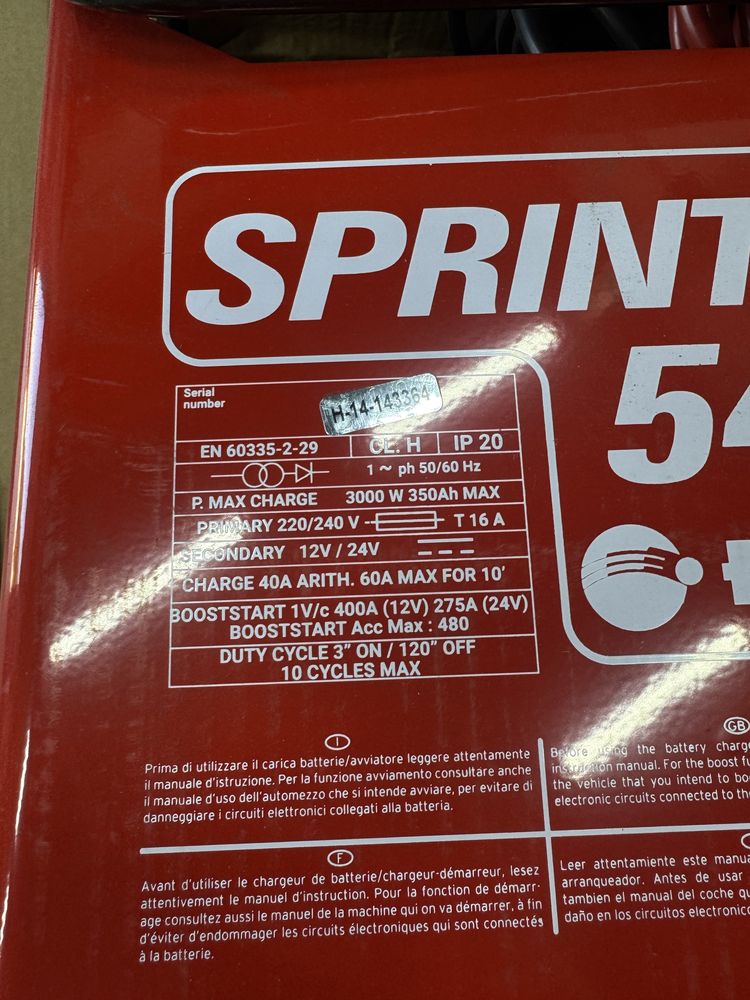 SPRINT
54
Serial
number
H-14-143364
EN 60335-2-29 CL. H IP 20
1 ~ ph 50/60 Hz
P. MAX CHARGE 3000 W 350Ah MAX
PRIMARY 220/240 V T 16 A
SECONDARY 12V / 24V
CHARGE 40A ARITH. 60A MAX FOR 10'
BOOSTSTART 1V/c 400A (12V) 275A (24V)
BOOSTSTART Acc Max : 480
DUTY CYCLE 3" ON / 120" OFF
10 CYCLES MAX
I
Prima di utilizzare il carica batterie/avviatore leggere attentamente
il manuale d'istruzione. Per la funzione avviamento consultare anche
il manuale d'uso dell'automezzo che si intende avviare, per evitare di
danneggiare i circuiti elettronici collegati alla batteria.
GB
Before using the battery charg
instruction manual. For the boost fu
the vehicle that you intend to bo
electronic circuits connected to th
F
Avant d'utiliser le chargeur de batterie/chargeur-démarreur, lisez
attentivement le manuel d'instruction. Pour la fonction de démarr-
age consultez aussi le manuel de la machine qui on va démarrer, à fin
d'éviter d'endommager les circuits électroniques qui sont connectés
à la batterie.
Leer attentamiente este manua
arranqueador. Antes de usar
tambien el manual del coche qu
daño en los circuitos electronic